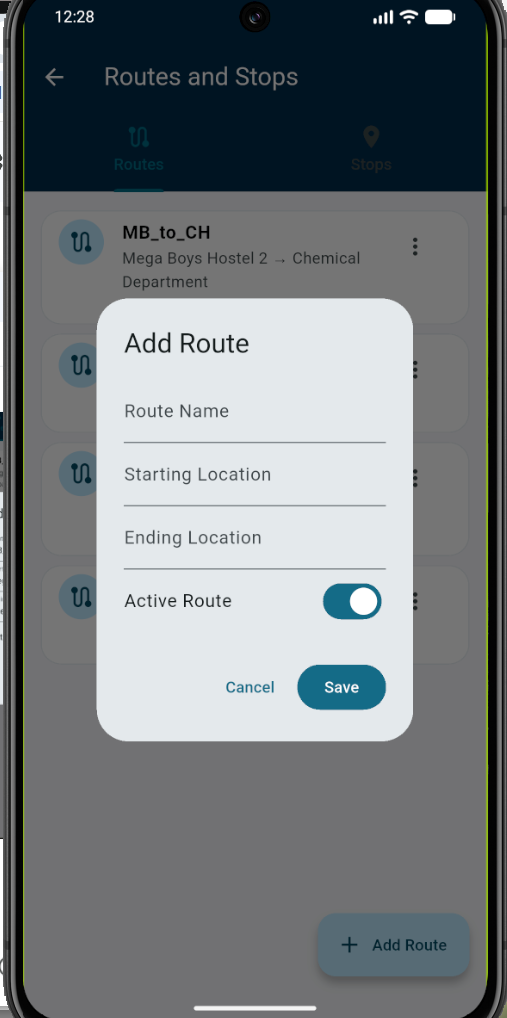 12:28
Routes and Stops
Routes
Stops
MB_to_CH
Mega Boys Hostel 2 → Chemical
Department
Add Route
Route Name
Starting Location
Ending Location
Active Route
Cancel
Save
+ Add Route